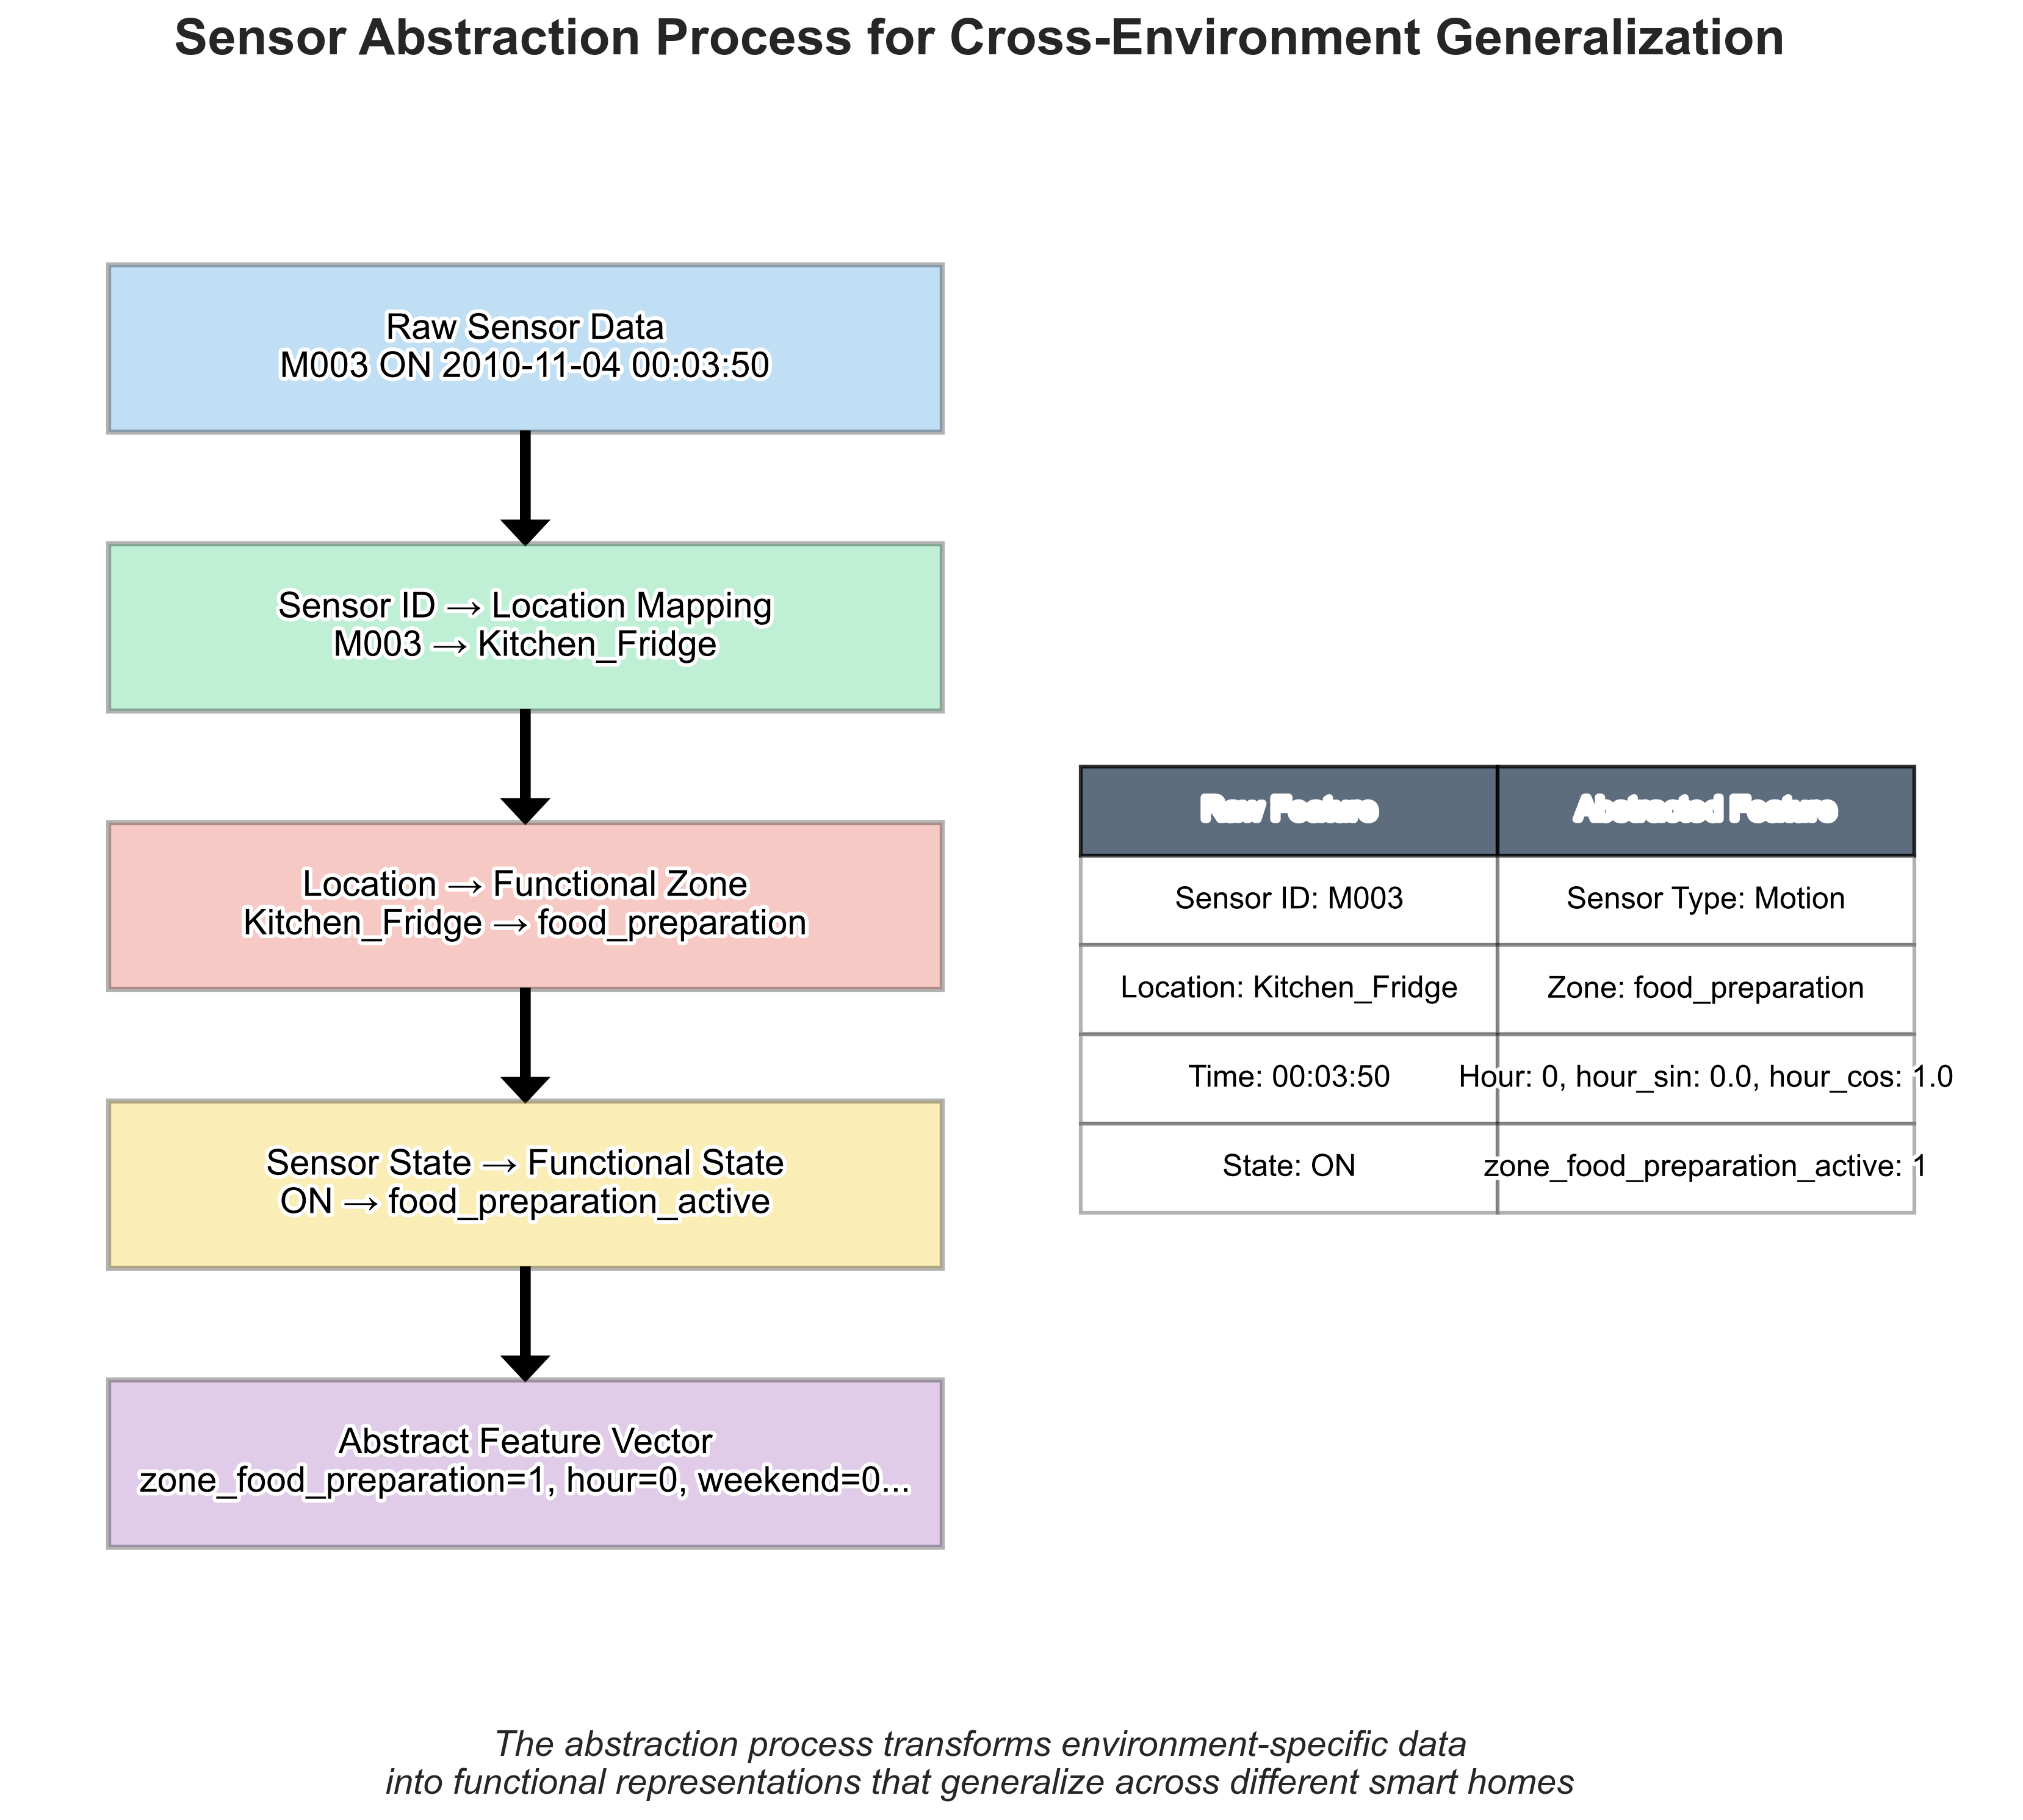 Sensor Abstraction Process for Cross-Environment Generalization
Raw Sensor Data
M003 ON 2010-11-04 00:03:50
Sensor ID → Location Mapping
M003 → Kitchen_Fridge
Location → Functional Zone
Kitchen_Fridge → food_preparation
Sensor State → Functional State
ON → food_preparation_active
Abstract Feature Vector
zone_food_preparation=1, hour=0, weekend=0...
Raw Feature Abstracted Feature
Sensor ID: M003 Sensor Type: Motion
Location: Kitchen_Fridge Zone: food_preparation
Time: 00:03:50 Hour: 0, hour_sin: 0.0, hour_cos: 1.0
State: ON zone_food_preparation_active: 1
The abstraction process transforms environment-specific data
into functional representations that generalize across different smart homes